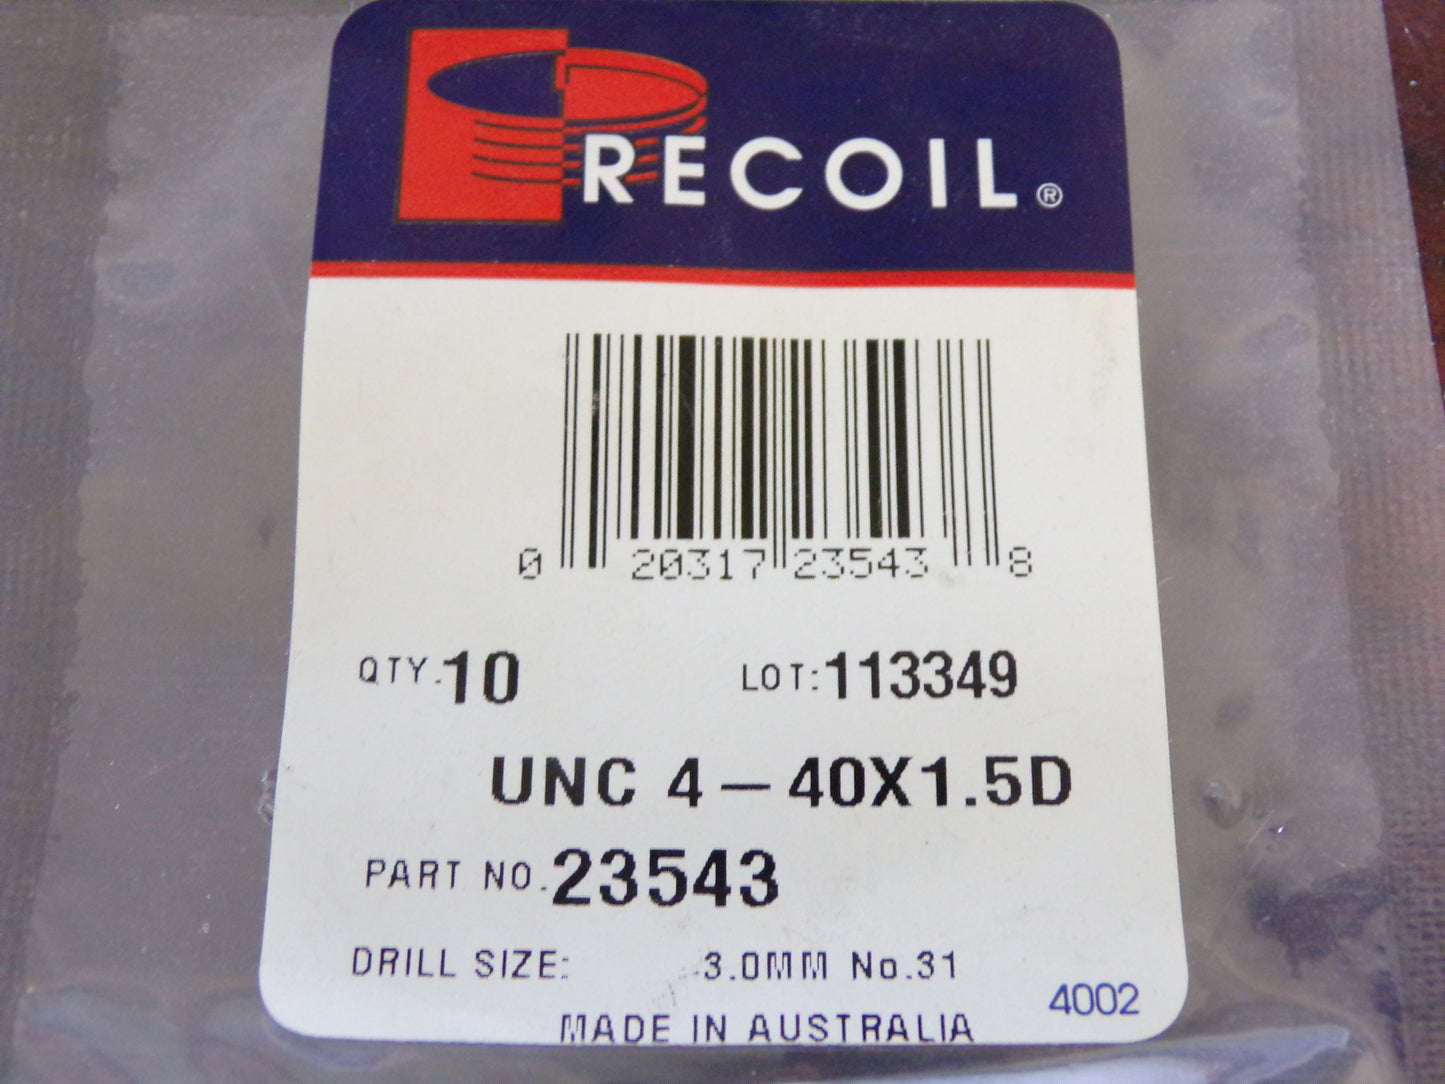 RECOIL®
0 20317 23543 8
QTY.10 LOT:113349
UNC 4-40X1.5D
PART NO.23543
DRILL SIZE: 3.0MM No.31
4002
MADE IN AUSTRALIA